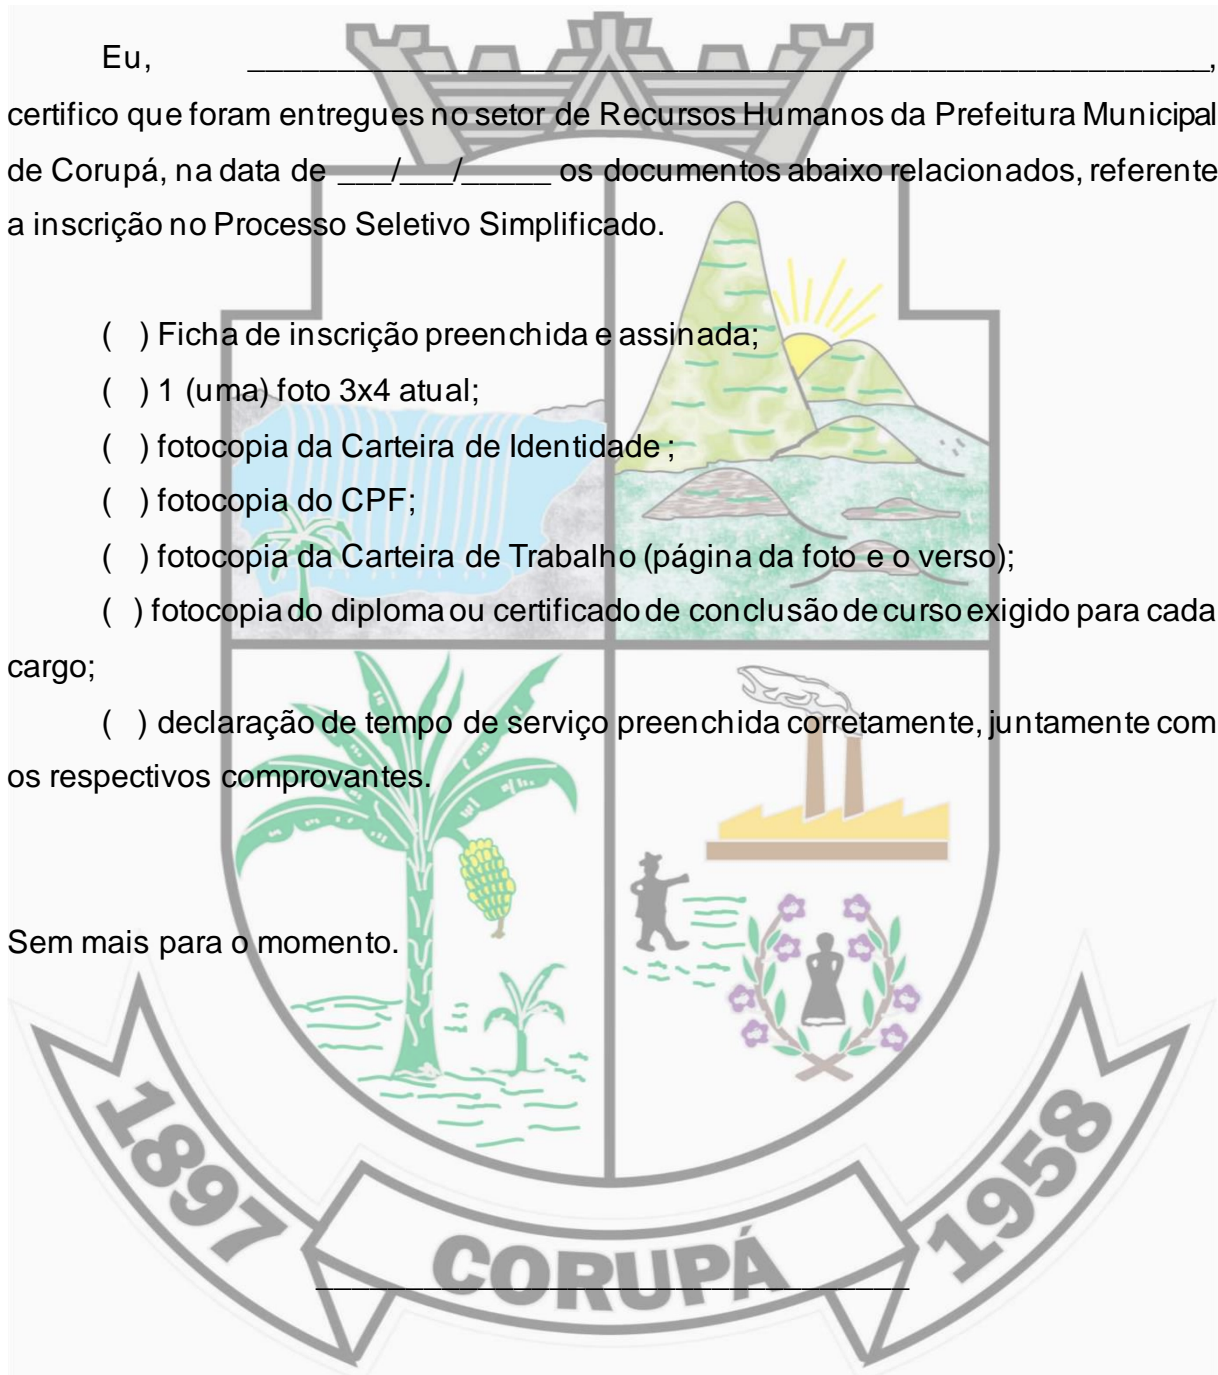 Eu, ______________________________________________________,
certifico que foram entregues no setor de Recursos Humanos da Prefeitura Municipal
de Corupá, na data de ___/___/_____ os documentos abaixo relacionados, referente
a inscrição no Processo Seletivo Simplificado.
( ) Ficha de inscrição preenchida e assinada;
( ) 1 (uma) foto 3x4 atual;
( ) fotocopia da Carteira de Identidade ;
( ) fotocopia do CPF;
( ) fotocopia da Carteira de Trabalho (página da foto e o verso);
( ) fotocopia do diploma ou certificado de conclusão de curso exigido para cada
cargo;
( ) declaração de tempo de serviço preenchida corretamente, juntamente com
os respectivos comprovantes.
Sem mais para o momento.
1897
CORUPÁ
1958
_________________________________